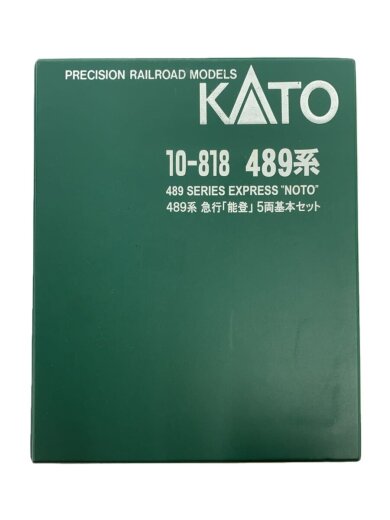 PRECISION RAILROAD MODELS
KATO
10-818 489系
489 SERIES EXPRESS "NOTO"
489系 急行「能登」5両基本セット